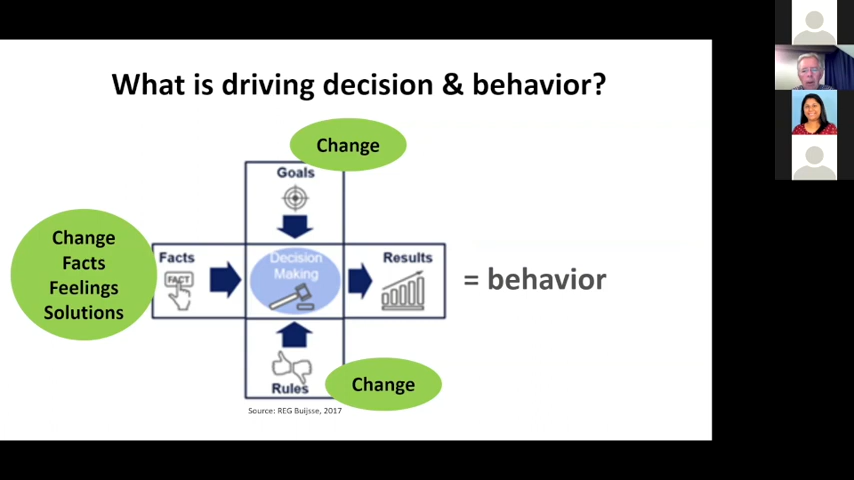 What is driving decision & behavior?
Change
Goals
Change
Facts
Feelings
Solutions
Facts
FACT
Decision
Making
Results
= behavior
Rules
Change
Source: REG Buijsse, 2017